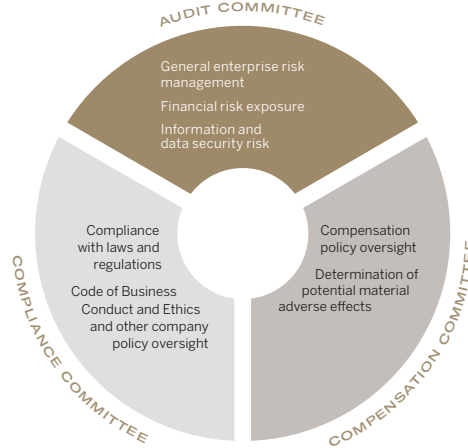 AUDIT COMMITTEE
General enterprise risk
management
Financial risk exposure
Information and
data security risk
Compliance
with laws and
regulations
Code of Business
Conduct and Ethics
and other company
policy oversight
COMPLIANCE COMMITTEE
Compensation
policy oversight
Determination of
potential material
adverse effects
COMPENSATION COMMITTEE